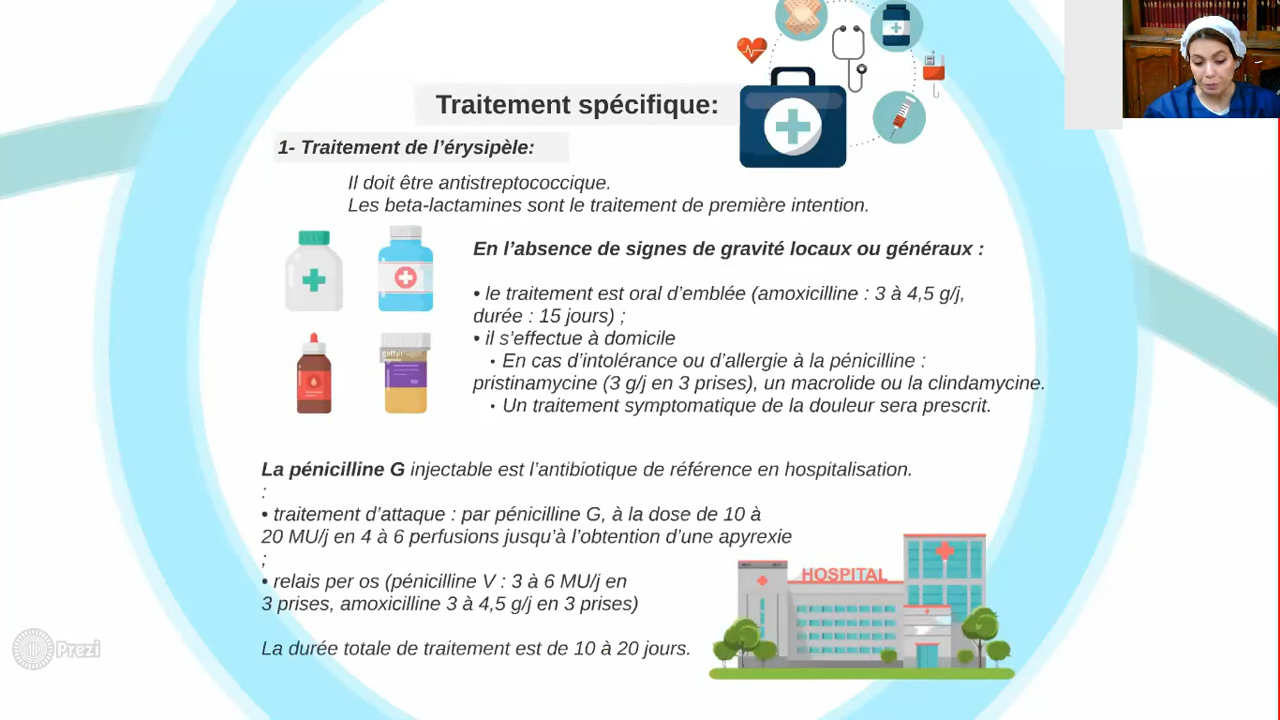 Traitement spécifique:
1- Traitement de l'érysipèle:
Il doit être antistreptococcique.
Les beta-lactamines sont le traitement de première intention.
En l'absence de signes de gravité locaux ou généraux :
• le traitement est oral d'emblée (amoxicilline : 3 à 4,5 g/j,
durée : 15 jours) ;
• il s'effectue à domicile
• En cas d'intolérance ou d'allergie à la pénicilline :
pristinamycine (3 g/j en 3 prises), un macrolide ou la clindamycine.
• Un traitement symptomatique de la douleur sera prescrit.
La pénicilline G injectable est l'antibiotique de référence en hospitalisation.
:
• traitement d'attaque : par pénicilline G, à la dose de 10 à
20 MU/j en 4 à 6 perfusions jusqu'à l'obtention d'une apyrexie
;
• relais per os (pénicilline V : 3 à 6 MU/j en
3 prises, amoxicilline 3 à 4,5 g/j en 3 prises)
La durée totale de traitement est de 10 à 20 jours.
HOSPITAL
Prezi